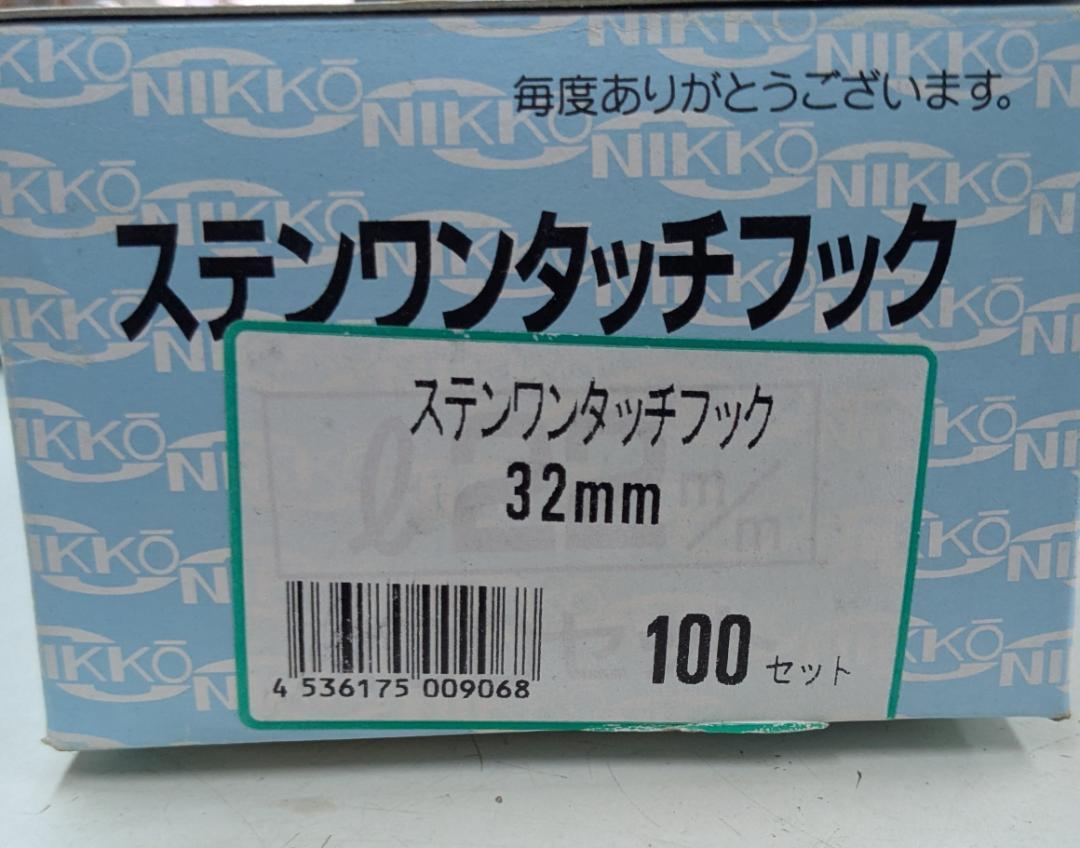 NIKKŌ
毎度ありがとうございます。
ステンワンタッチフック
ステンワンタッチフック
32mm
4 536175 009068
100 セット